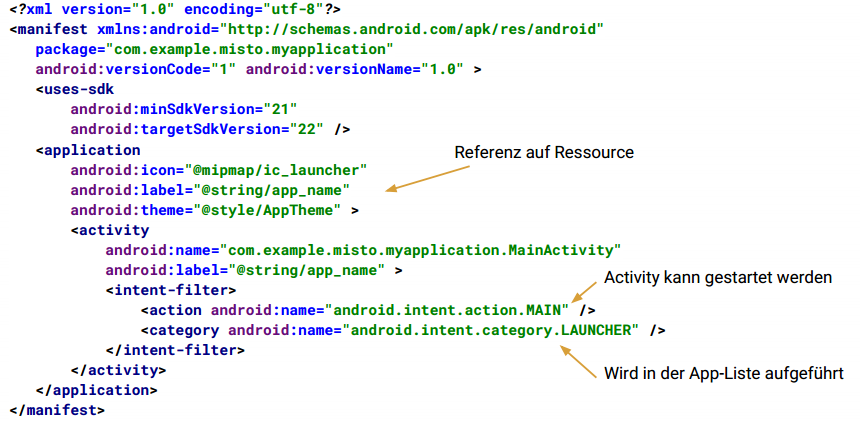 <?xml version="1.0" encoding="utf-8"?>
<manifest xmlns:android="http://schemas.android.com/apk/res/android"
package="com.example.misto.myapplication"
android:versionCode="1" android:versionName="1.0" >
<uses-sdk
android:minSdkVersion="21"
android:targetSdkVersion="22" />
<application
Referenz auf Ressource
android:icon="@mipmap/ic_launcher"
android:label="@string/app_name"
android:theme="@style/AppTheme" >
<activity
android:name="com.example.misto.myapplication.MainActivity"
android:label="@string/app_name" >
Activity kann gestartet werden
<intent-filter>
<action android:name="android.intent.action.MAIN" />
<category android:name="android.intent.category.LAUNCHER" />
</intent-filter>
Wird in der App-Liste aufgeführt
</activity>
</application>
</manifest>